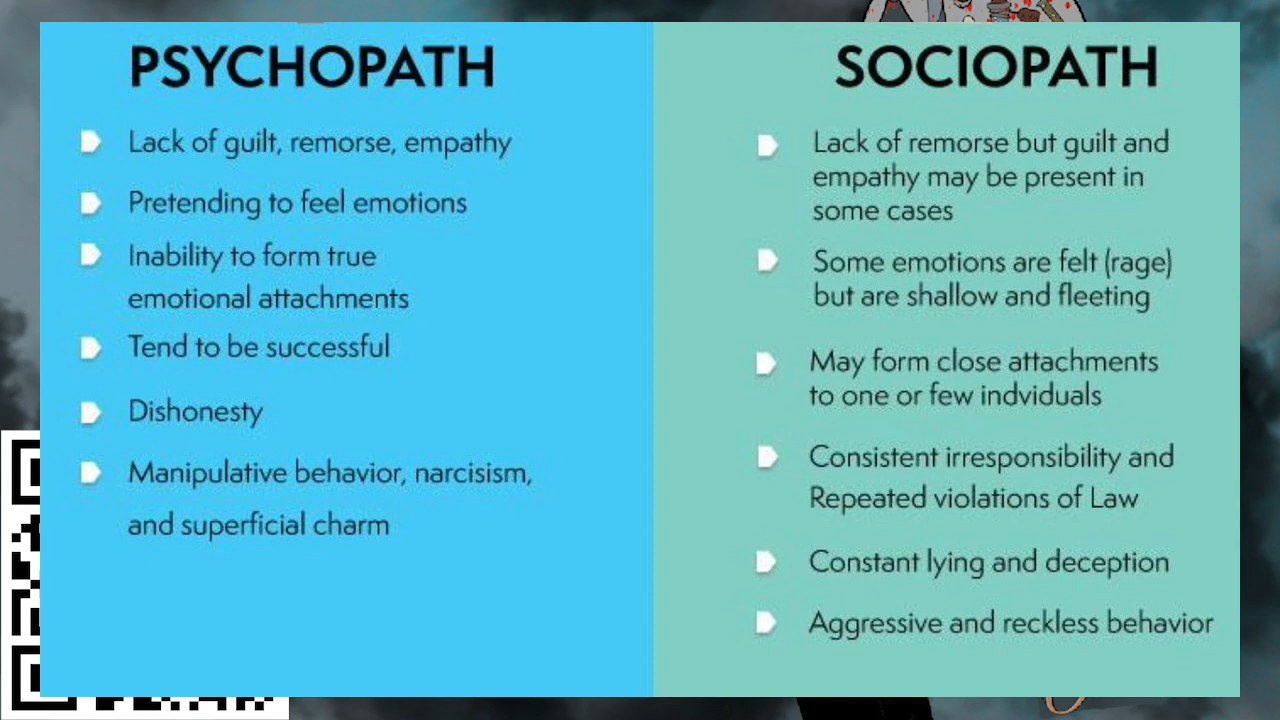 PSYCHOPATH
Lack of guilt, remorse, empathy
Pretending to feel emotions
Inability to form true
emotional attachments
Tend to be successful
Dishonesty
Manipulative behavior, narcisism,
and superficial charm
SOCIOPATH
Lack of remorse but guilt and
empathy may be present in
some cases
Some emotions are felt (rage)
but are shallow and fleeting
May form close attachments
to one or few indviduals
Consistent irresponsibility and
Repeated violations of Law
Constant lying and deception
Aggressive and reckless behavior